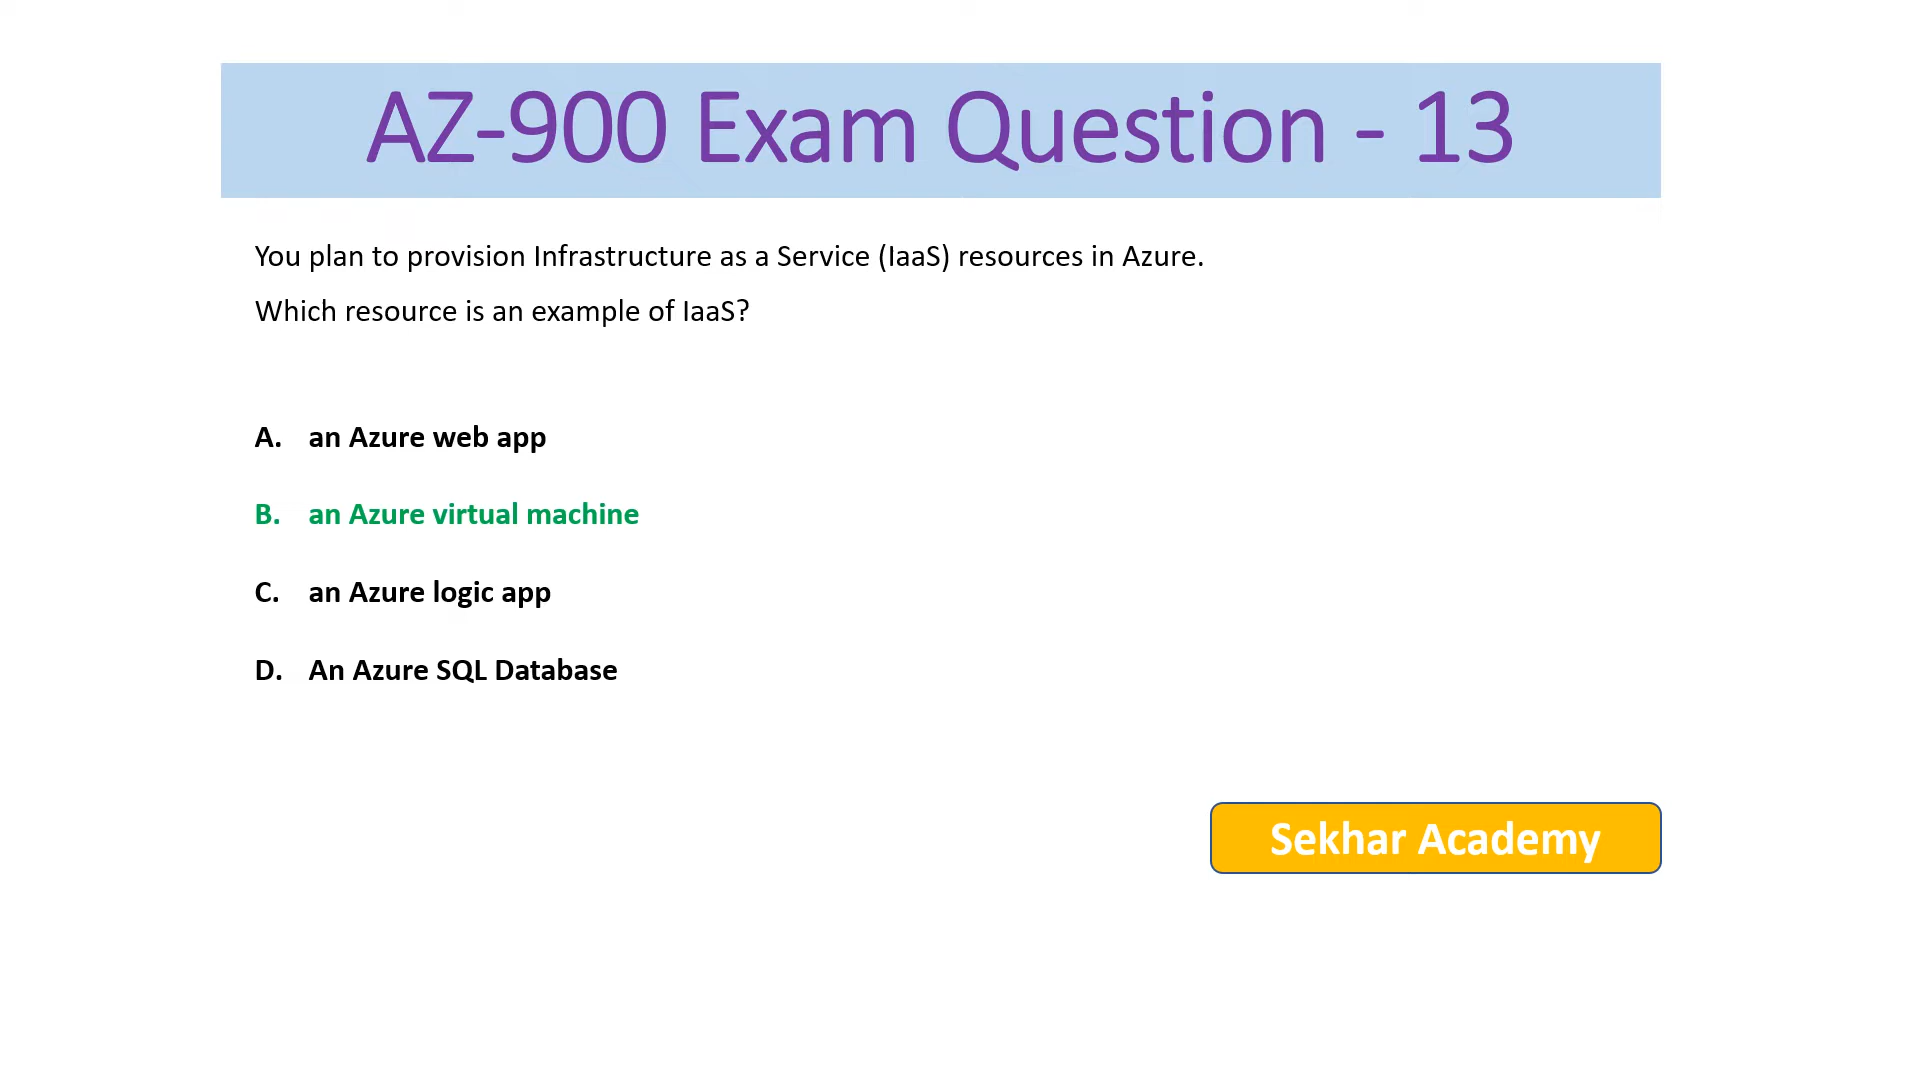 AZ-900 Exam Question - 13
You plan to provision Infrastructure as a Service (IaaS) resources in Azure.
Which resource is an example of IaaS?
A. an Azure web app
B. an Azure virtual machine
C. an Azure logic app
D. An Azure SQL Database
Sekhar Academy